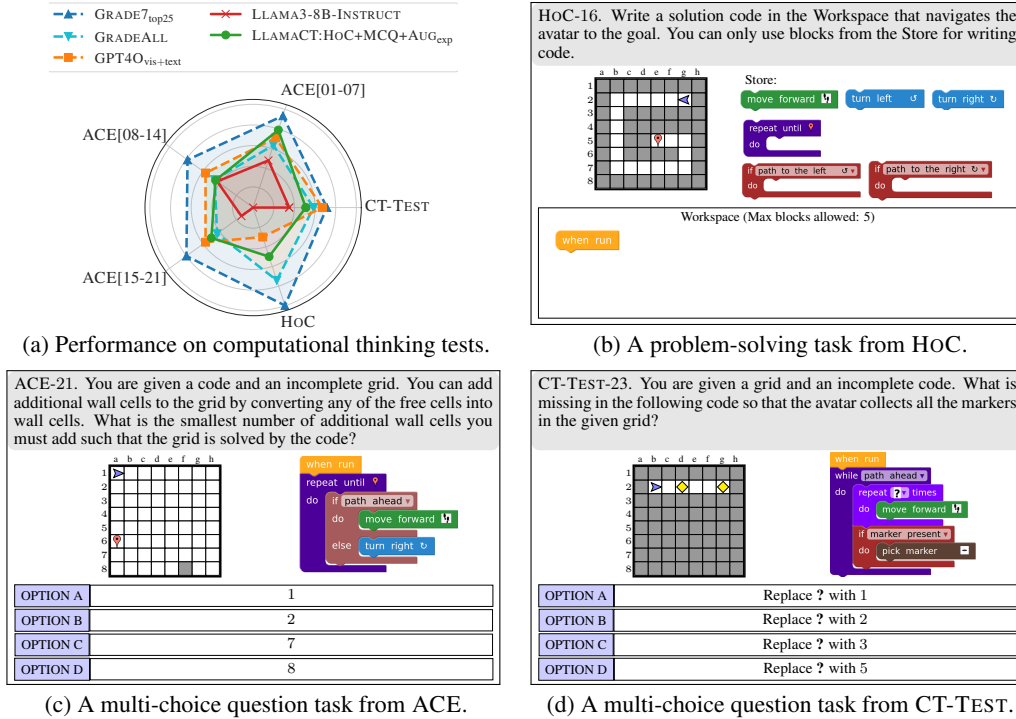 GRADE7top25
GRADEALL
GPT4Ovis+text
LLAMA3-8B-INSTRUCT
LLAMACT:HOC+MCQ+AUGexp
ACE[01-07]
ACE[08-14]
CT-TEST
ACE[15-21]
HOC
(a) Performance on computational thinking tests.
HOC-16. Write a solution code in the Workspace that navigates the
avatar to the goal. You can only use blocks from the Store for writing
code.
a b c d e f g h
1
2
3
4
5
6
7
8
Store:
move forward
turn left ↺
turn right ↻
repeat until
do
if path to the left ↺ ▾
do
if path to the right ↻ ▾
do
Workspace (Max blocks allowed: 5)
when run
(b) A problem-solving task from HOC.
ACE-21. You are given a code and an incomplete grid. You can add
additional wall cells to the grid by converting any of the free cells into
wall cells. What is the smallest number of additional wall cells you
must add such that the grid is solved by the code?
a b c d e f g h
1
2
3
4
5
6
7
8
when run
repeat until
do if path ahead ▾
do move forward
else turn right ↻
OPTION A 1
OPTION B 2
OPTION C 7
OPTION D 8
(c) A multi-choice question task from ACE.
CT-TEST-23. You are given a grid and an incomplete code. What is
missing in the following code so that the avatar collects all the markers
in the given grid?
a b c d e f g h
1
2
3
4
5
6
7
8
when run
while path ahead ▾
do repeat ? ▾ times
do move forward
if marker present ▾
do pick marker −
OPTION A Replace ? with 1
OPTION B Replace ? with 2
OPTION C Replace ? with 3
OPTION D Replace ? with 5
(d) A multi-choice question task from CT-TEST.